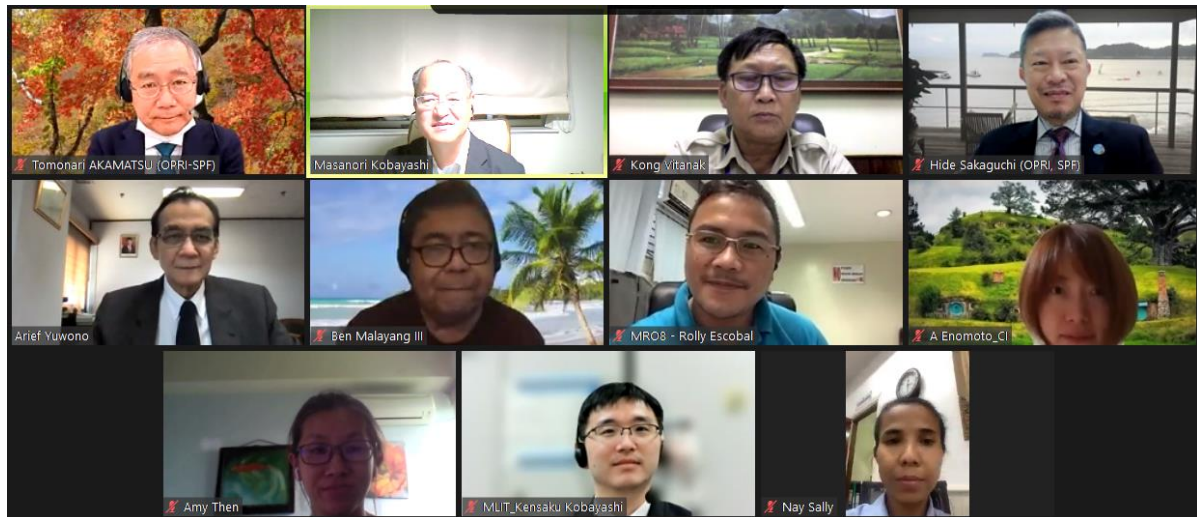 Tomonari AKAMATSU (OPRI-SPF)
Masanori Kobayashi
Kong Vitanak
Hide Sakaguchi (OPRI, SPF)
Arief Yuwono
Ben Malayang III
MRO8 - Rolly Escobal
A Enomoto_CI
Amy Then
MLIT_Kensaku Kobayashi
Nay Sally